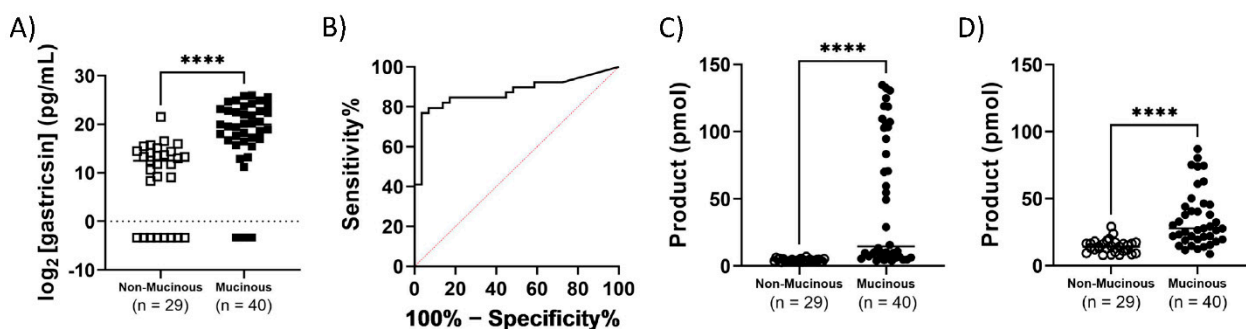 A)
log2 [gastricsin] (pg/mL)
30
20
10
0
-10
****
Non-Mucinous
(n = 29)
Mucinous
(n = 40)
B)
Sensitivity%
100
80
60
40
20
0
0 20 40 60 80 100
100% − Specificity%
C)
Product (pmol)
150
100
50
0
****
Non-Mucinous
(n = 29)
Mucinous
(n = 40)
D)
Product (pmol)
150
100
50
0
****
Non-Mucinous
(n = 29)
Mucinous
(n = 40)